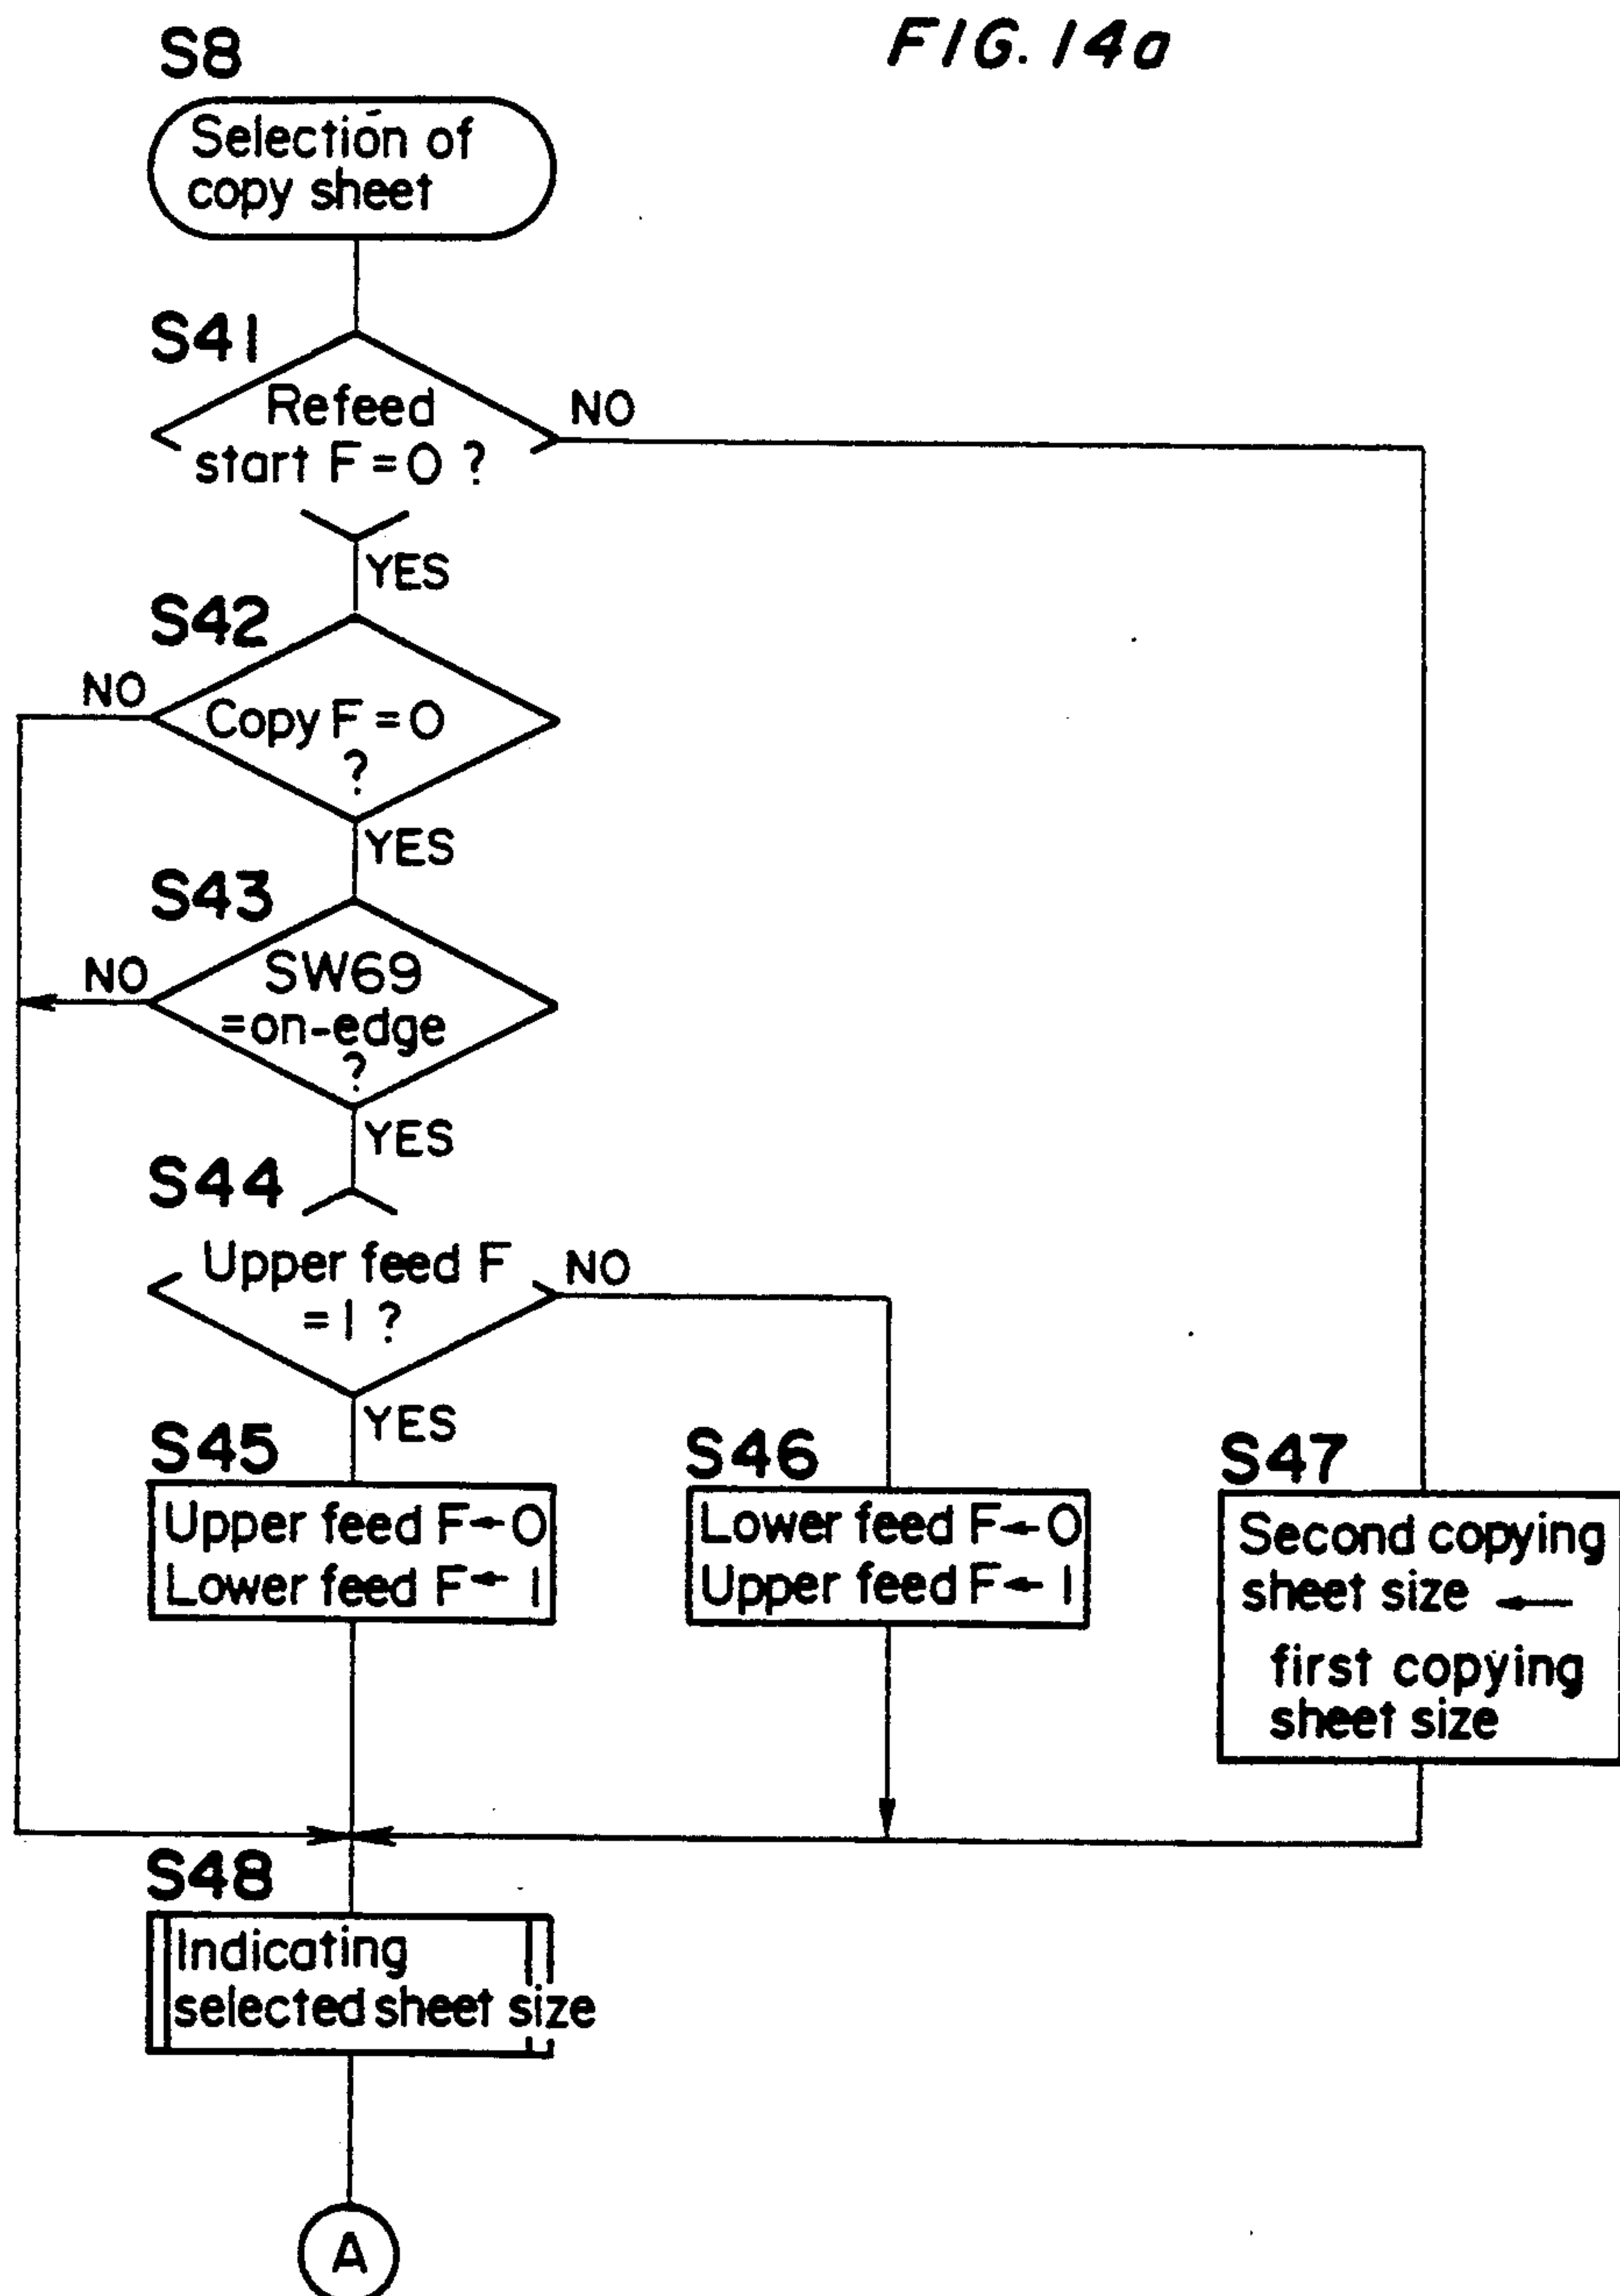 FIG. 14a
S8
Selection of
copy sheet
S41
Refeed
start F=0 ?
NO
YES
S42
NO
Copy F=0
?
YES
S43
NO
SW69
=on-edge
?
YES
S44
Upper feed F
=1 ?
NO
YES
S45
Upper feed F←0
Lower feed F←1
S46
Lower feed F←0
Upper feed F←1
S47
Second copying
sheet size ←
first copying
sheet size
S48
Indicating
selected sheet size
A